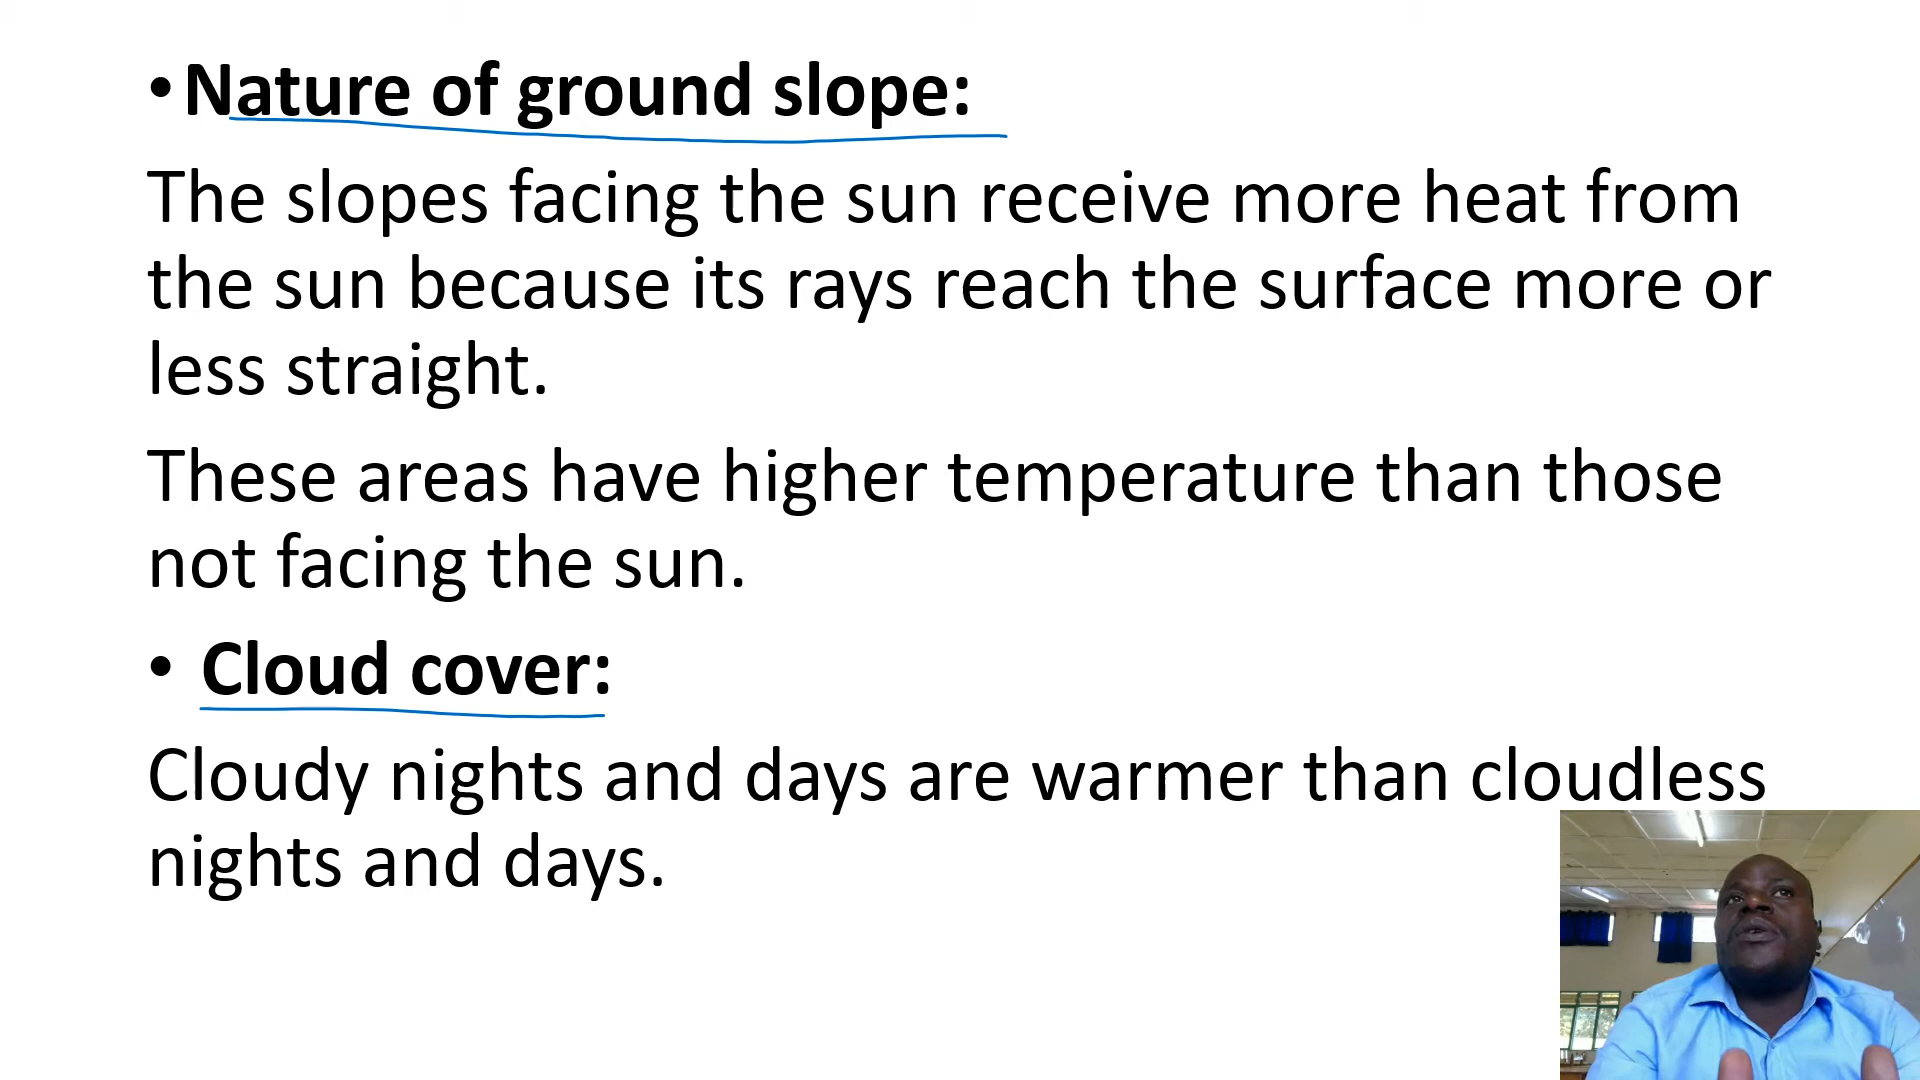 • Nature of ground slope:
The slopes facing the sun receive more heat from
the sun because its rays reach the surface more or
less straight.
These areas have higher temperature than those
not facing the sun.
• Cloud cover:
Cloudy nights and days are warmer than cloudless
nights and days.